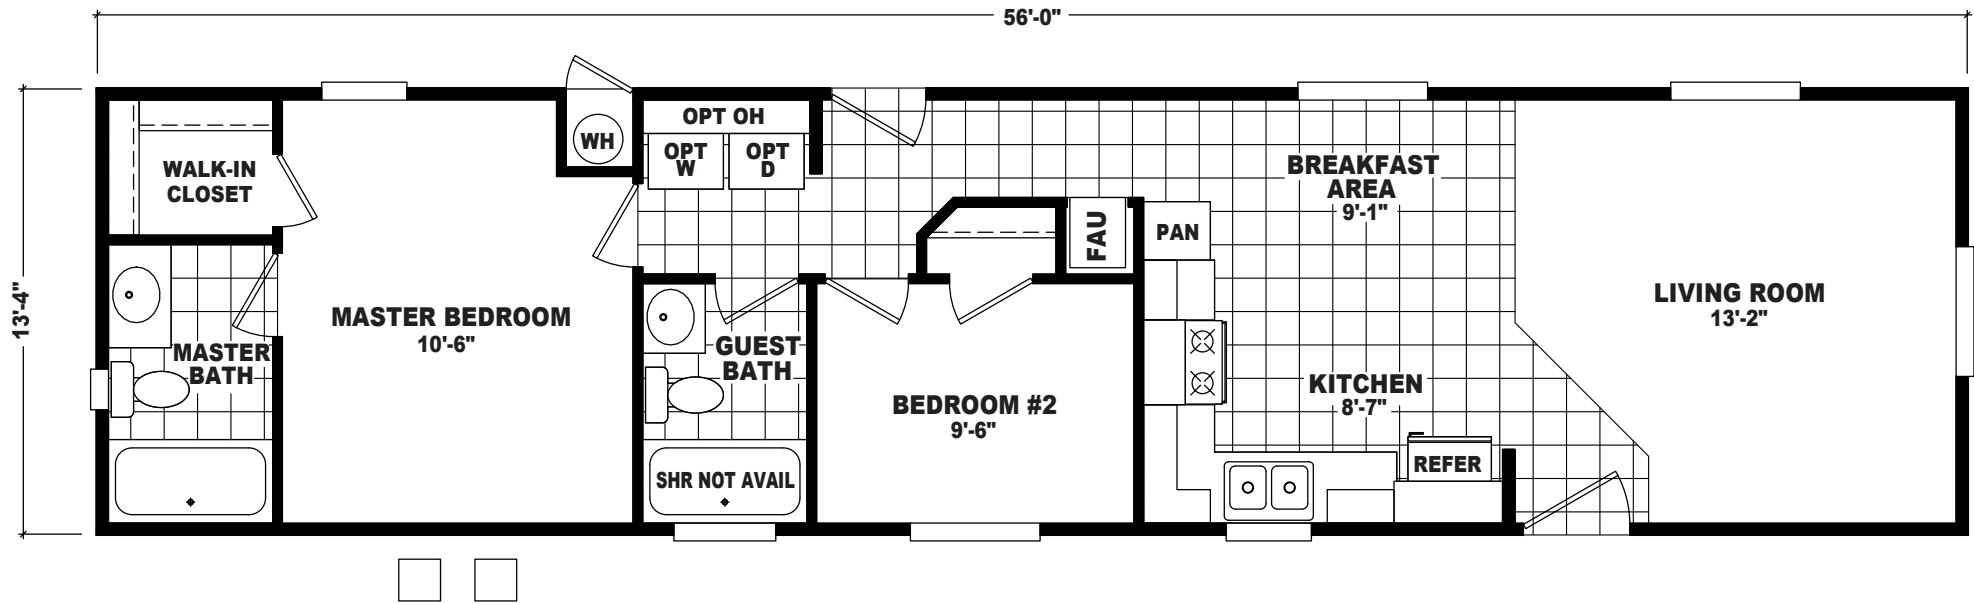 56'-0"
OPT OH
WH
OPT
W
OPT
D
WALK-IN
CLOSET
BREAKFAST
AREA
9'-1"
FAU
PAN
13'-4"
MASTER BEDROOM
10'-6"
LIVING ROOM
13'-2"
MASTER
BATH
GUEST
BATH
KITCHEN
8'-7"
BEDROOM #2
9'-6"
REFER
SHR NOT AVAIL